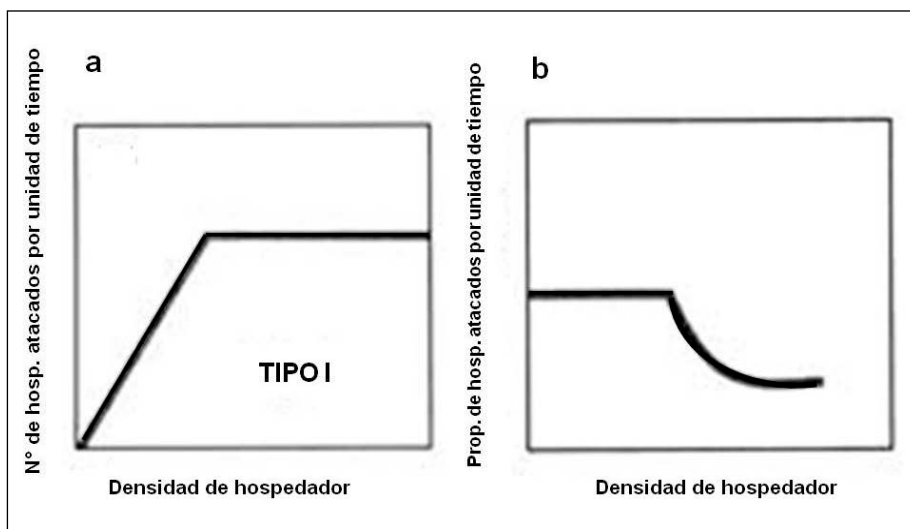 a
N° de hosp. atacados por unidad de tiempo
TIPO I
Densidad de hospedador
b
Prop. de hosp. atacados por unidad de tiempo
Densidad de hospedador